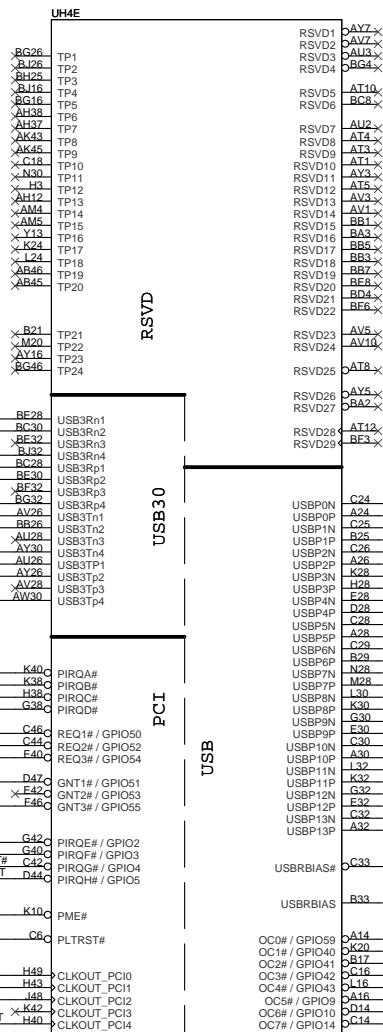 UH4E
BG26 TP1
BJ26 TP2
BH25 TP3
BJ16 TP4
BG16 TP5
AH38 TP6
AH37 TP7
AK43 TP8
AK45 TP9
C18 TP10
N30 TP11
H3 TP12
AH12 TP13
AM4 TP14
AM5 TP15
Y13 TP16
K24 TP17
L24 TP18
AB46 TP19
AB45 TP20
B21 TP21
M20 TP22
AY16 TP23
BG46 TP24
RSVD
RSVD1 AY7
RSVD2 AV7
RSVD3 AU3
RSVD4 BG4
RSVD5 AT10
RSVD6 BC8
RSVD7 AU2
RSVD8 AT4
RSVD9 AT3
RSVD10 AT1
RSVD11 AY3
RSVD12 AT5
RSVD13 AV3
RSVD14 AV1
RSVD15 BB1
RSVD16 BA3
RSVD17 BB5
RSVD18 BB3
RSVD19 BB7
RSVD20 BE8
RSVD21 BD4
RSVD22 BF6
RSVD23 AV5
RSVD24 AV10
RSVD25 AT8
RSVD26 AY5
RSVD27 BA2
RSVD28 AT12
RSVD29 BF3
BE28 USB3Rn1
BC30 USB3Rn2
BE32 USB3Rn3
BJ32 USB3Rn4
BC28 USB3Rp1
BE30 USB3Rp2
BF32 USB3Rp3
BG32 USB3Rp4
AV26 USB3Tn1
BB26 USB3Tn2
AU28 USB3Tn3
AY30 USB3Tn4
AU26 USB3TP1
AY26 USB3Tp2
AV28 USB3Tp3
AW30 USB3Tp4
USB30
K40 PIRQA#
K38 PIRQB#
H38 PIRQC#
G38 PIRQD#
C46 REQ1# / GPIO50
C44 REQ2# / GPIO52
E40 REQ3# / GPIO54
D47 GNT1# / GPIO51
E42 GNT2# / GPIO53
F46 GNT3# / GPIO55
G42 PIRQE# / GPIO2
G40 PIRQF# / GPIO3
T# C42 PIRQG# / GPIO4
T D44 PIRQH# / GPIO5
K10 PME#
C6 PLTRST#
H49 CLKOUT_PCI0
H43 CLKOUT_PCI1
J48 CLKOUT_PCI2
K42 CLKOUT_PCI3
T H40 CLKOUT_PCI4
PCI
USB
USBP0N C24
USBP0P A24
USBP1N C25
USBP1P B25
USBP2N C26
USBP2P A26
USBP3N K28
USBP3P H28
USBP4N E28
USBP4P D28
USBP5N C28
USBP5P A28
USBP6N C29
USBP6P B29
USBP7N N28
USBP7P M28
USBP8N L30
USBP8P K30
USBP9N G30
USBP9P E30
USBP10N C30
USBP10P A30
USBP11N L32
USBP11P K32
USBP12N G32
USBP12P E32
USBP13N C32
USBP13P A32
USBRBIAS# C33
USBRBIAS B33
OC0# / GPIO59 A14
OC1# / GPIO40 K20
OC2# / GPIO41 B17
OC3# / GPIO42 C16
OC4# / GPIO43 L16
OC5# / GPIO9 A16
OC6# / GPIO10 D14
OC7# / GPIO14 C14